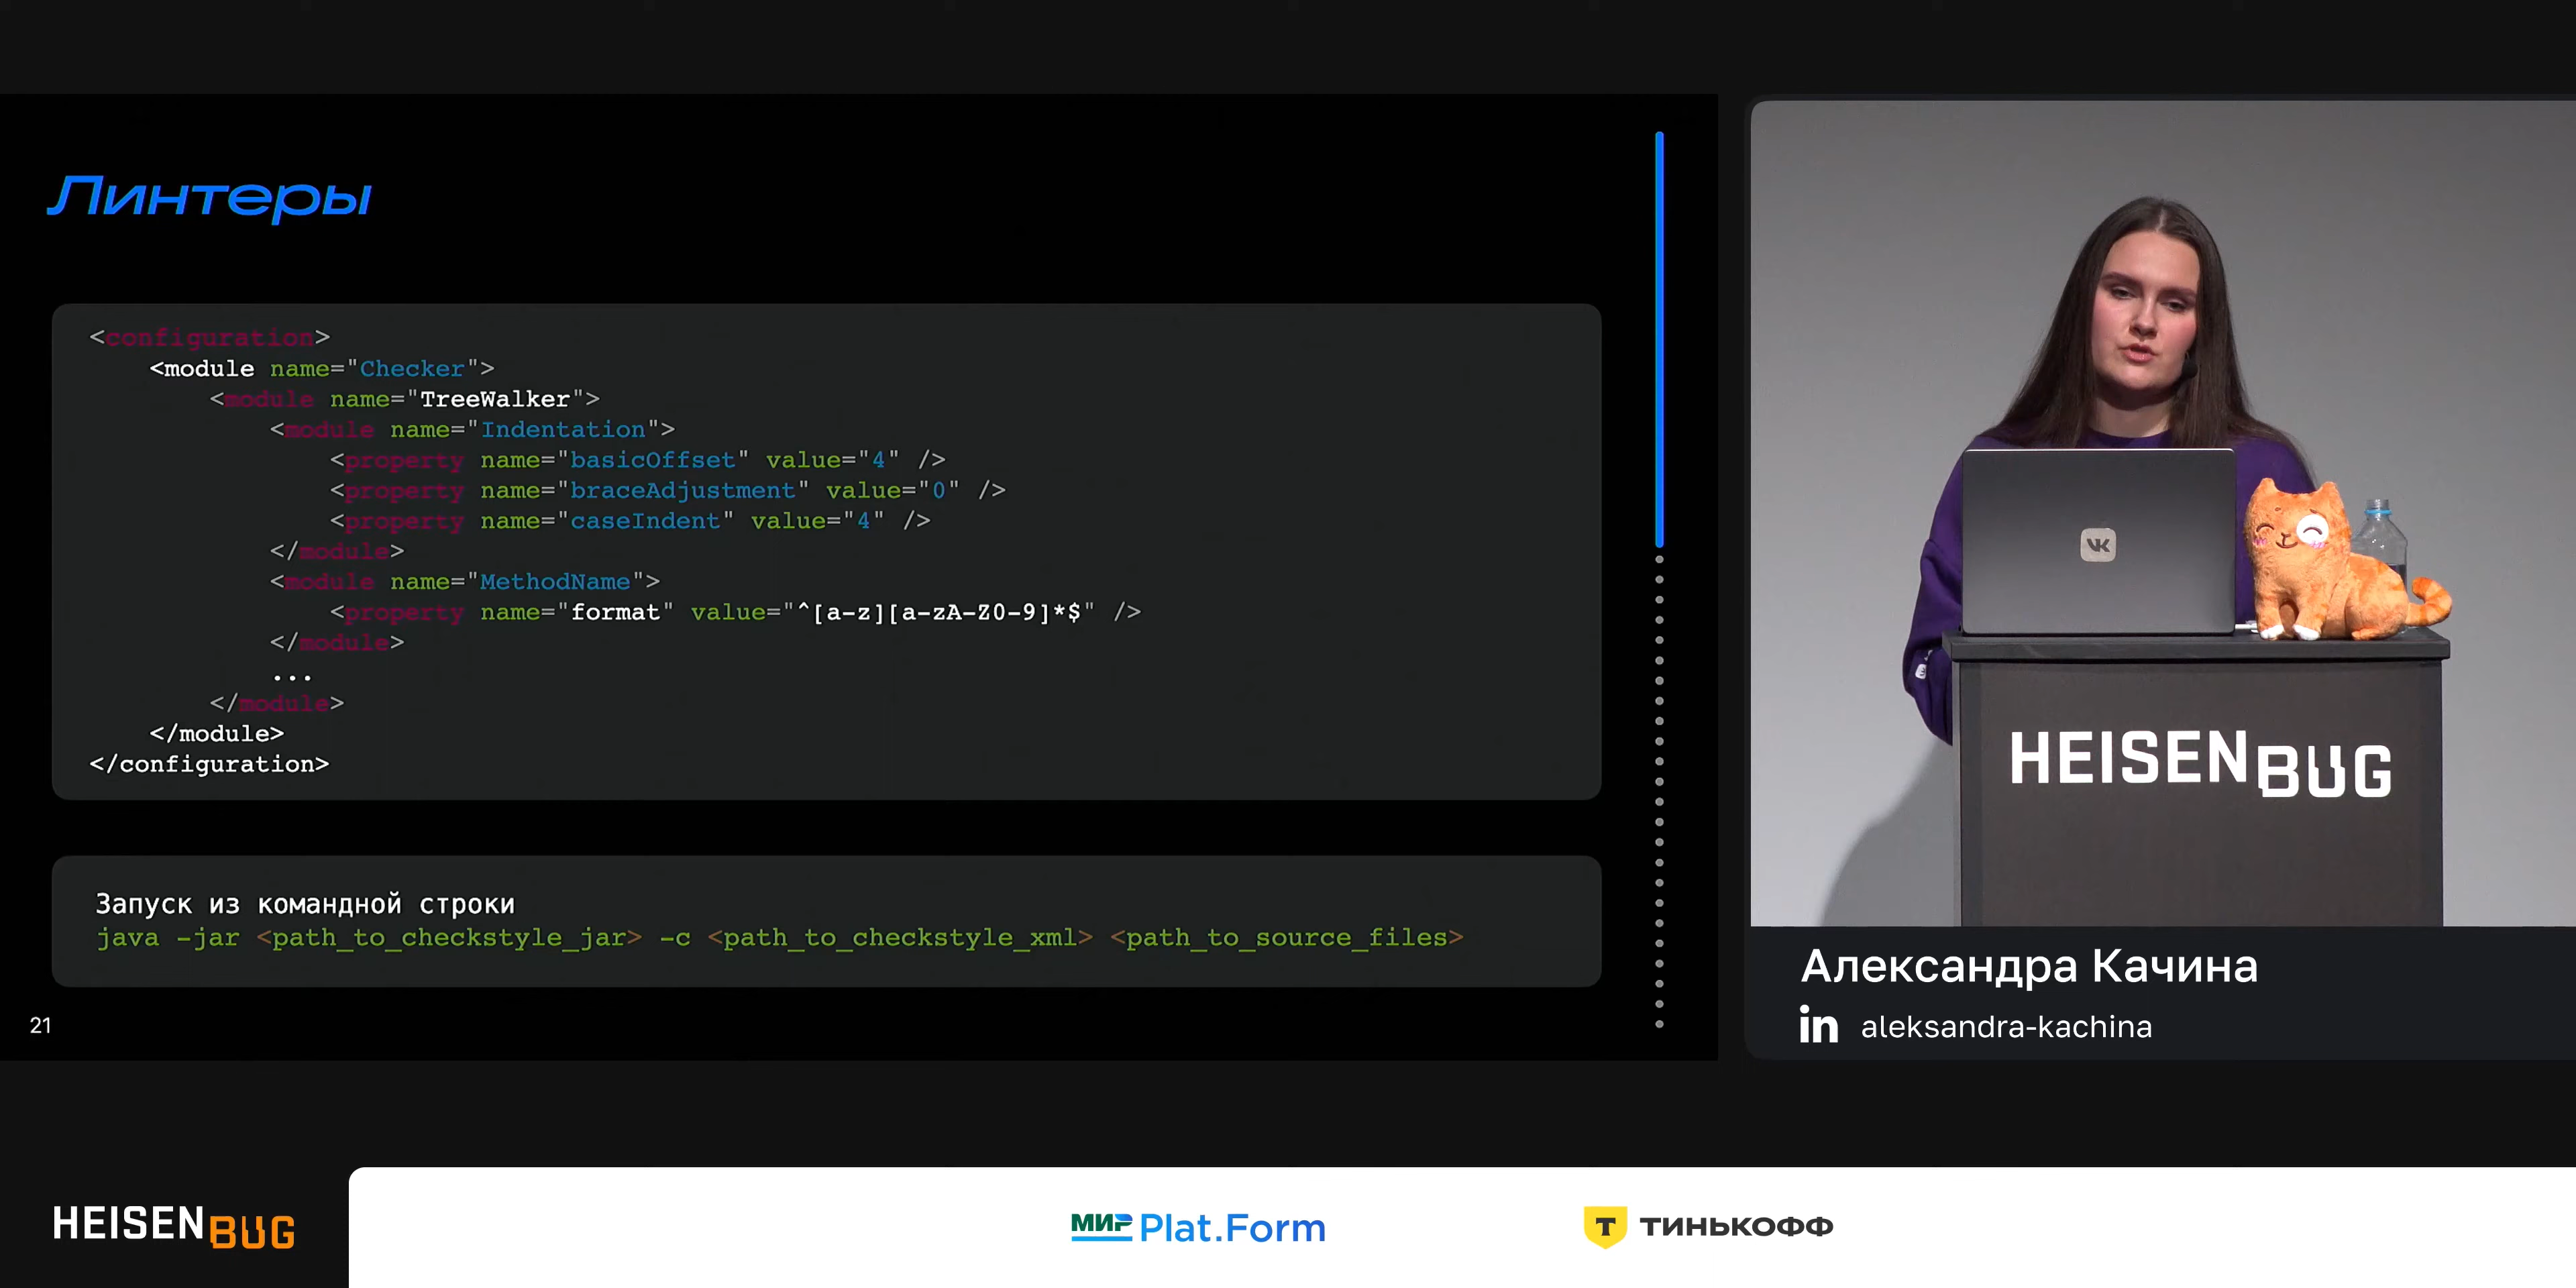 Линтеры
<configuration>
<module name="Checker">
<module name="TreeWalker">
<module name="Indentation">
<property name="basicOffset" value="4" />
<property name="braceAdjustment" value="0" />
<property name="caseIndent" value="4" />
</module>
<module name="MethodName">
<property name="format" value="^[a-z][a-zA-Z0-9]*$" />
</module>
...
</module>
</module>
</configuration>
Запуск из командной строки
java -jar <path_to_checkstyle_jar> -c <path_to_checkstyle_xml> <path_to_source_files>
21
VK
HEISENBUG
Александра Качина
in aleksandra-kachina
HEISENBUG
МИР Plat.Form
Т ТИНЬКОФФ